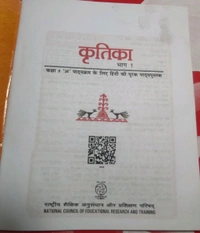 कृतिका
भाग 1
कक्षा 9 'अ' पाठ्यक्रम के लिए हिंदी की पूरक पाठ्यपुस्तक
राष्ट्रीय शैक्षिक अनुसंधान और प्रशिक्षण परिषद्
NATIONAL COUNCIL OF EDUCATIONAL RESEARCH AND TRAINING